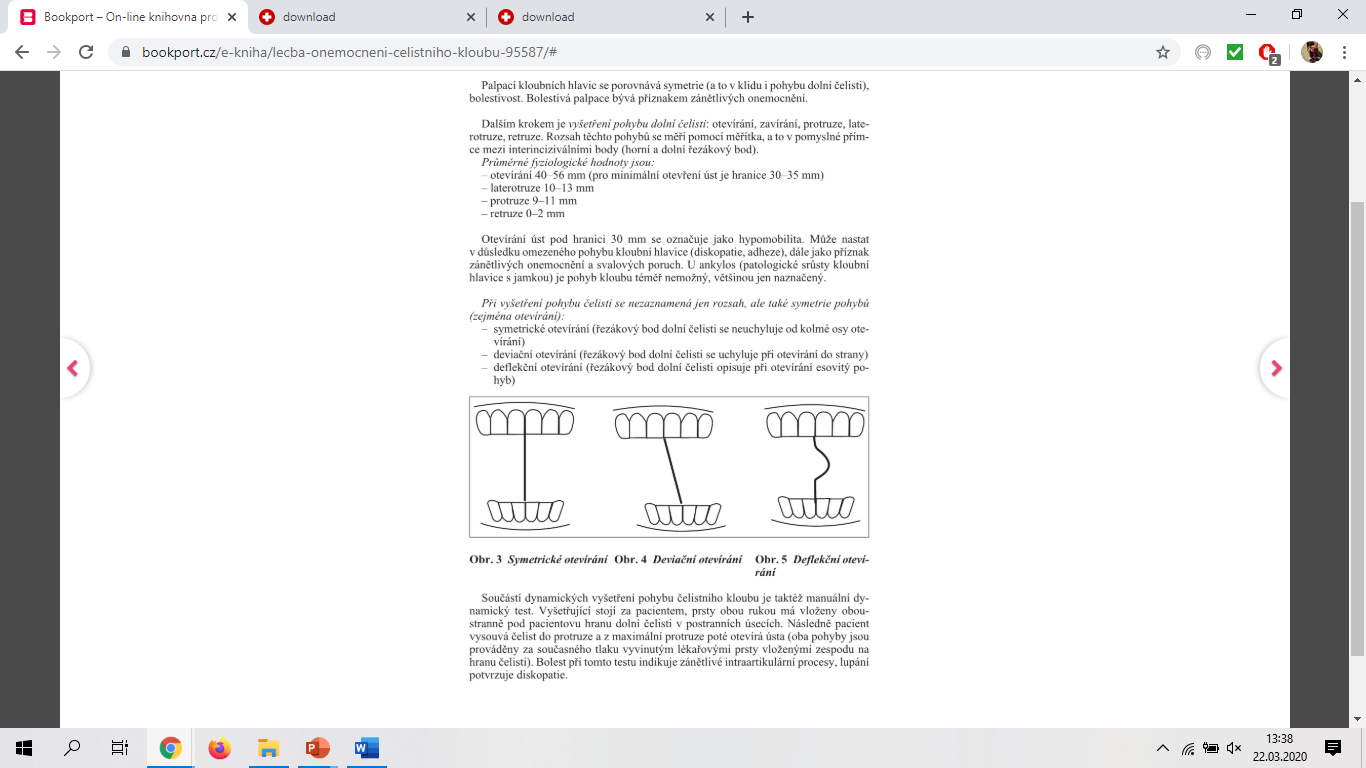 Bookport – On-line knihovna pro
download
download
bookport.cz/e-kniha/lecba-onemocneni-celistniho-kloubu-95587/#
2
Palpací kloubních hlavic se porovnává symetrie (a to v klidu i pohybu dolní čelisti),
bolestivost. Bolestivá palpace bývá příznakem zánětlivých onemocnění.
Dalším krokem je vyšetření pohybu dolní čelisti: otevírání, zavírání, protruze, late-
rotruze, retruze. Rozsah těchto pohybů se měří pomocí měřítka, a to v pomyslné přím-
ce mezi interinciziválními body (horní a dolní řezákový bod).
Průměrné fyziologické hodnoty jsou:
– otevírání 40–56 mm (pro minimální otevření úst je hranice 30–35 mm)
– laterotruze 10–13 mm
– protruze 9–11 mm
– retruze 0–2 mm
Otevírání úst pod hranici 30 mm se označuje jako hypomobilita. Může nastat
v důsledku omezeného pohybu kloubní hlavice (diskopatie, adheze), dále jako příznak
zánětlivých onemocnění a svalových poruch. U ankylos (patologické srůsty kloubní
hlavice s jamkou) je pohyb kloubu téměř nemožný, většinou jen naznačený.
Při vyšetření pohybu čelisti se nezaznamená jen rozsah, ale také symetrie pohybů
(zejména otevírání):
– symetrické otevírání (řezákový bod dolní čelisti se neuchyluje od kolmé osy ote-
vírání)
– deviační otevírání (řezákový bod dolní čelisti se uchyluje při otevírání do strany)
– deflekční otevírání (řezákový bod dolní čelisti opisuje při otevírání esovitý po-
hyb)
Obr. 3 Symetrické otevírání Obr. 4 Deviační otevírání Obr. 5 Deflekční oteví-
rání
Součástí dynamických vyšetření pohybu čelistního kloubu je taktéž manuální dy-
namický test. Vyšetřující stojí za pacientem, prsty obou rukou má vloženy obou-
stranně pod pacientovu hranu dolní čelisti v postranních úsecích. Následně pacient
vysouvá čelist do protruze a z maximální protruze poté otevírá ústa (oba pohyby jsou
prováděny za současného tlaku vyvinutým lékařovými prsty vloženými zespodu na
hranu čelisti). Bolest při tomto testu indikuje zánětlivé intraartikulární procesy, lupání
potvrzuje diskopatie.
13:38
22.03.2020